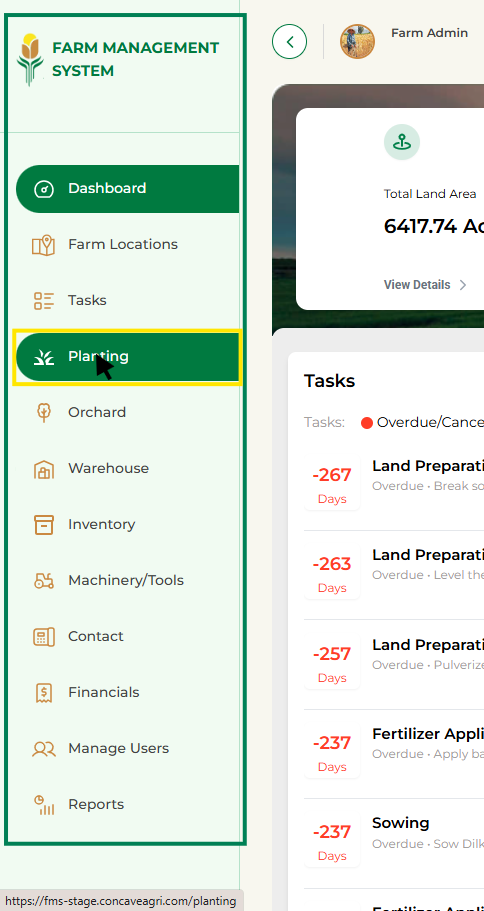 FARM MANAGEMENT
SYSTEM
Dashboard
Farm Locations
Tasks
Planting
Orchard
Warehouse
Inventory
Machinery/Tools
Contact
Financials
Manage Users
Reports
Farm Admin
Total Land Area
6417.74 Ac
View Details
Tasks
Tasks: Overdue/Cance
-267
Days
Land Preparati
Overdue • Break so
-263
Days
Land Preparati
Overdue • Level the
-257
Days
Land Preparati
Overdue • Pulverize
-237
Days
Fertilizer Appli
Overdue • Apply ba
-237
Days
Sowing
Overdue • Sow Dilk
Fertilizer Appli
https://fms-stage.concaveagri.com/planting